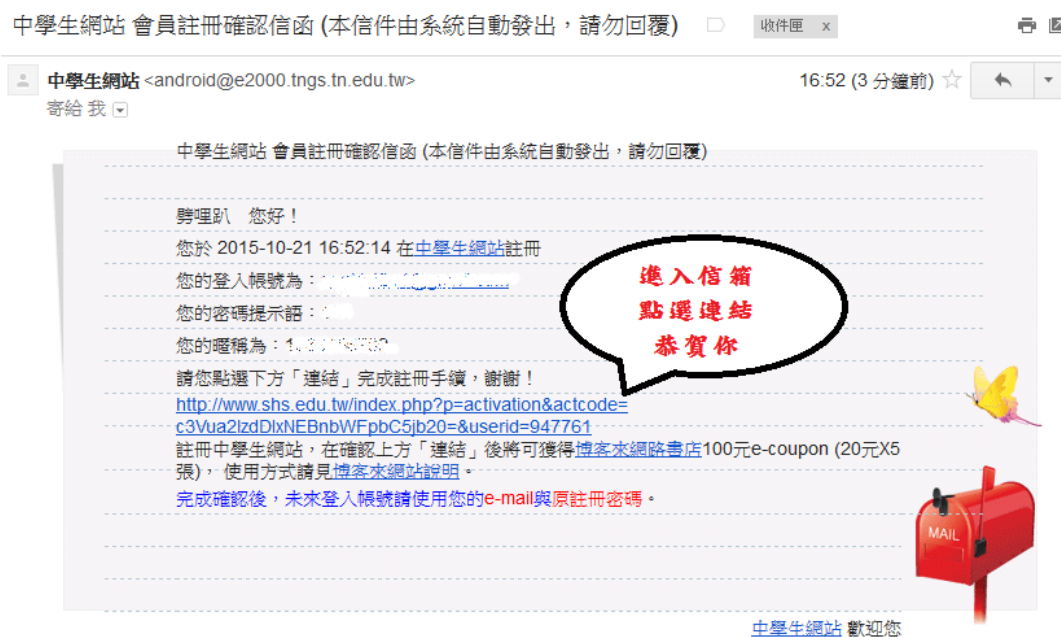 中學生網站 會員註冊確認信函 (本信件由系統自動發出，請勿回覆)
收件匣 x
中學生網站 <android@e2000.tngs.tn.edu.tw>
16:52 (3 分鐘前)
寄給 我
中學生網站 會員註冊確認信函 (本信件由系統自動發出，請勿回覆)
劈哩趴 您好！
您於 2015-10-21 16:52:14 在中學生網站註冊
您的登入帳號為：
您的密碼提示語：
您的暱稱為：
進入信箱
點選連結
恭賀你
請您點選下方「連結」完成註冊手續，謝謝！
http://www.shs.edu.tw/index.php?p=activation&actcode=
c3Vua2lzdDlxNEBnbWFpbC5jb20=&userid=947761
註冊中學生網站，在確認上方「連結」後將可獲得博客來網路書店100元e-coupon (20元X5
張)， 使用方式請見博客來網站說明。
完成確認後，未來登入帳號請使用您的e-mail與原註冊密碼。
MAIL
中學生網站 歡迎您